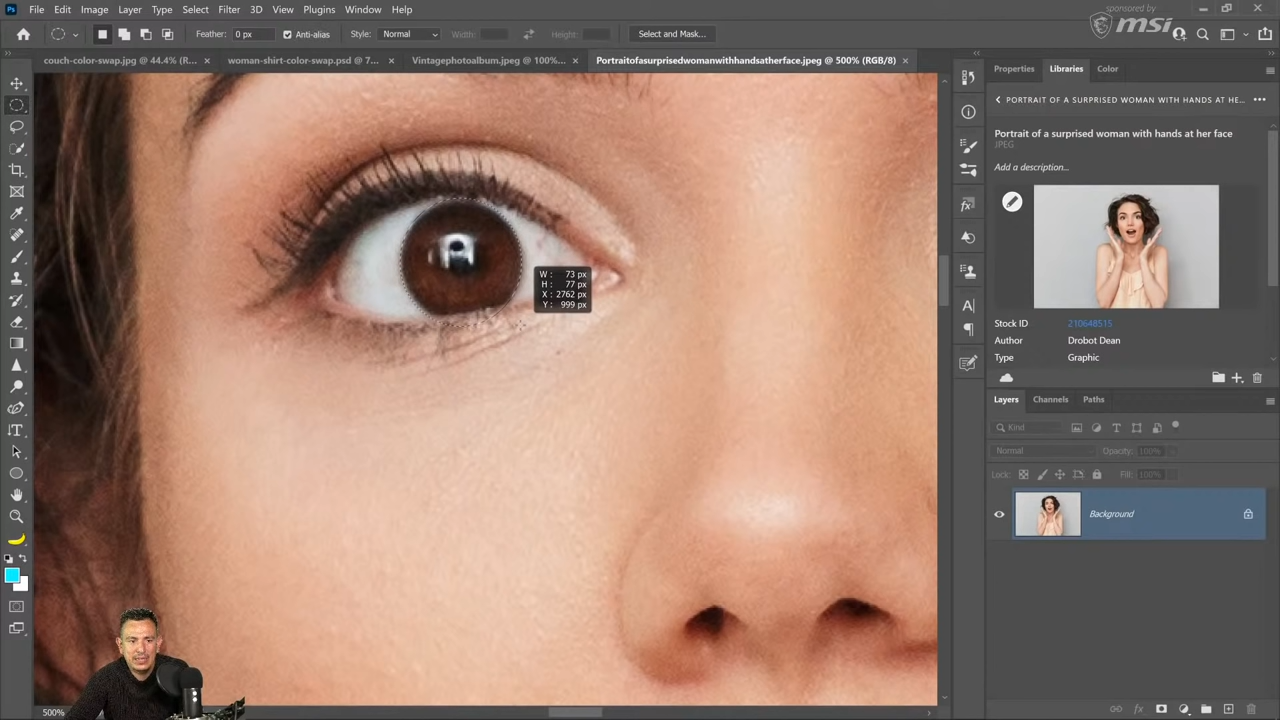 sponsored by
msi
Ps File Edit Image Layer Type Select Filter 3D View Plugins Window Help
Feather: 0 px Anti-alias Style: Normal Width: Height: Select and Mask...
couch-color-swap.jpg @ 44.4% (R... × woman-shirt-color-swap.psd @ 7... × Vintagephotoalbum.jpeg @ 100%... × Portraitofasurprisedwomanwithhandsatherface.jpeg @ 500% (RGB/8) ×
Properties Libraries Color
PORTRAIT OF A SURPRISED WOMAN WITH HANDS AT HE...
Portrait of a surprised woman with hands at her face
JPEG
Add a description...
W: 73 px
H: 77 px
X: 2762 px
Y: 999 px
Stock ID 210648515
Author Drobot Dean
Type Graphic
Layers Channels Paths
Kind
Normal Opacity: 100%
Lock: Fill: 100%
Background
500%